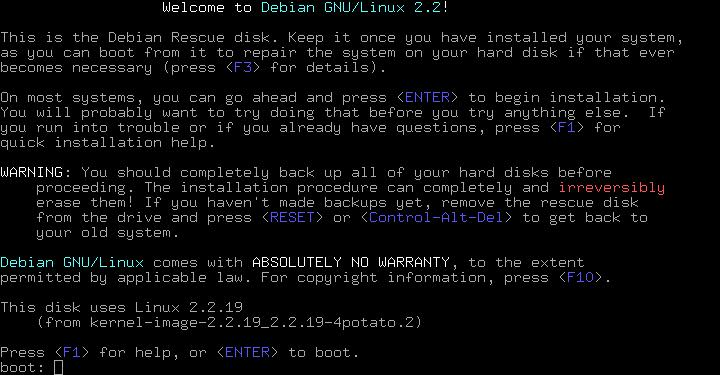 Welcome to Debian GNU/Linux 2.2!
This is the Debian Rescue disk. Keep it once you have installed your system,
as you can boot from it to repair the system on your hard disk if that ever
becomes necessary (press <F3> for details).
On most systems, you can go ahead and press <ENTER> to begin installation.
You will probably want to try doing that before you try anything else.  If
you run into trouble or if you already have questions, press <F1> for
quick installation help.
WARNING: You should completely back up all of your hard disks before
proceeding. The installation procedure can completely and irreversibly
erase them! If you haven't made backups yet, remove the rescue disk
from the drive and press <RESET> or <Control-Alt-Del> to get back to
your old system.
Debian GNU/Linux comes with ABSOLUTELY NO WARRANTY, to the extent
permitted by applicable law. For copyright information, press <F10>.
This disk uses Linux 2.2.19
(from kernel-image-2.2.19_2.2.19-4potato.2)
Press <F1> for help, or <ENTER> to boot.
boot: